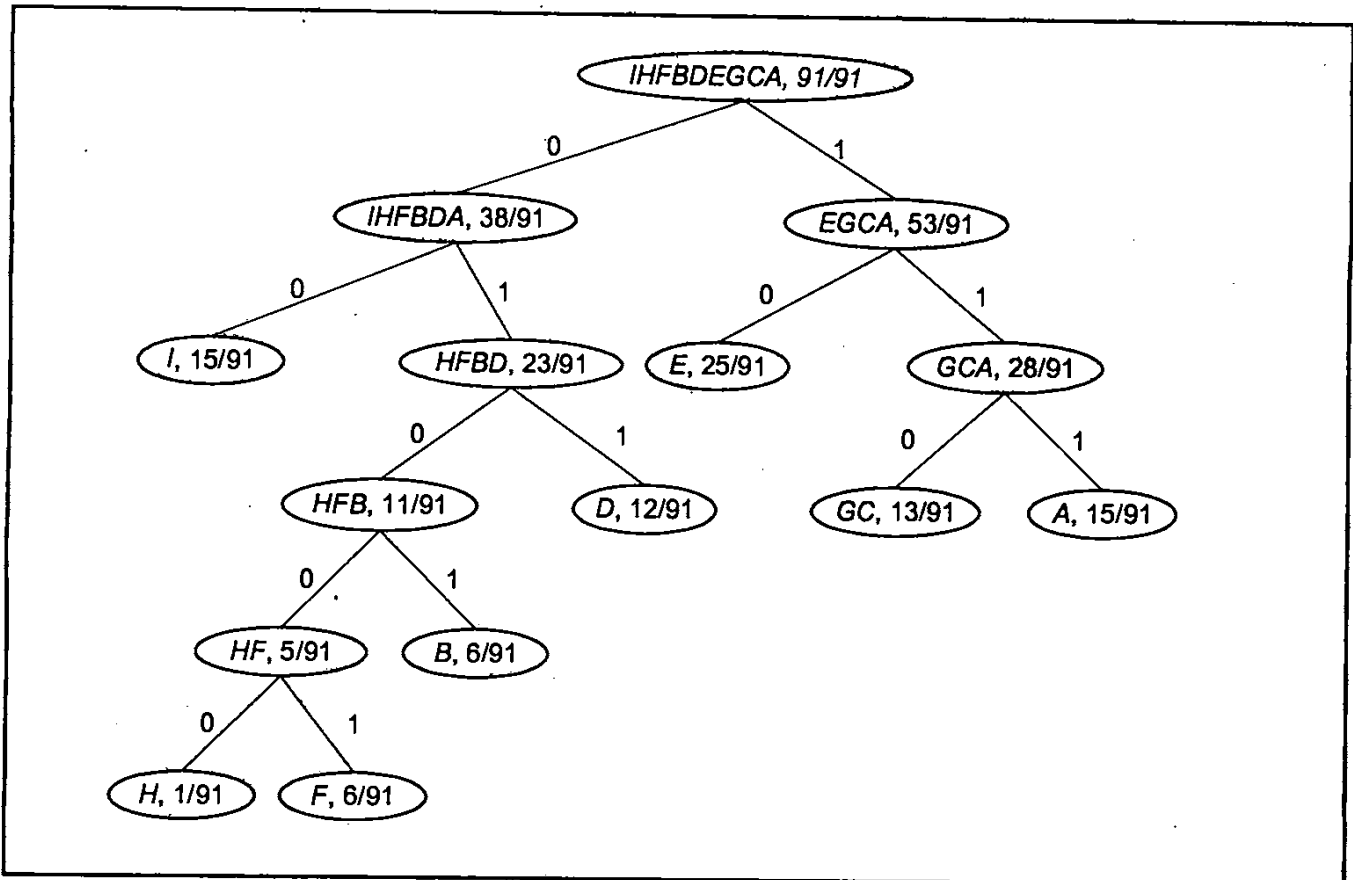 IHFBDEGCA, 91/91
0 1
IHFBDA, 38/91 EGCA, 53/91
0 1 0 1
I, 15/91 HFBD, 23/91 E, 25/91 GCA, 28/91
0 1 0 1
HFB, 11/91 D, 12/91 GC, 13/91 A, 15/91
0 1
HF, 5/91 B, 6/91
0 1
H, 1/91 F, 6/91